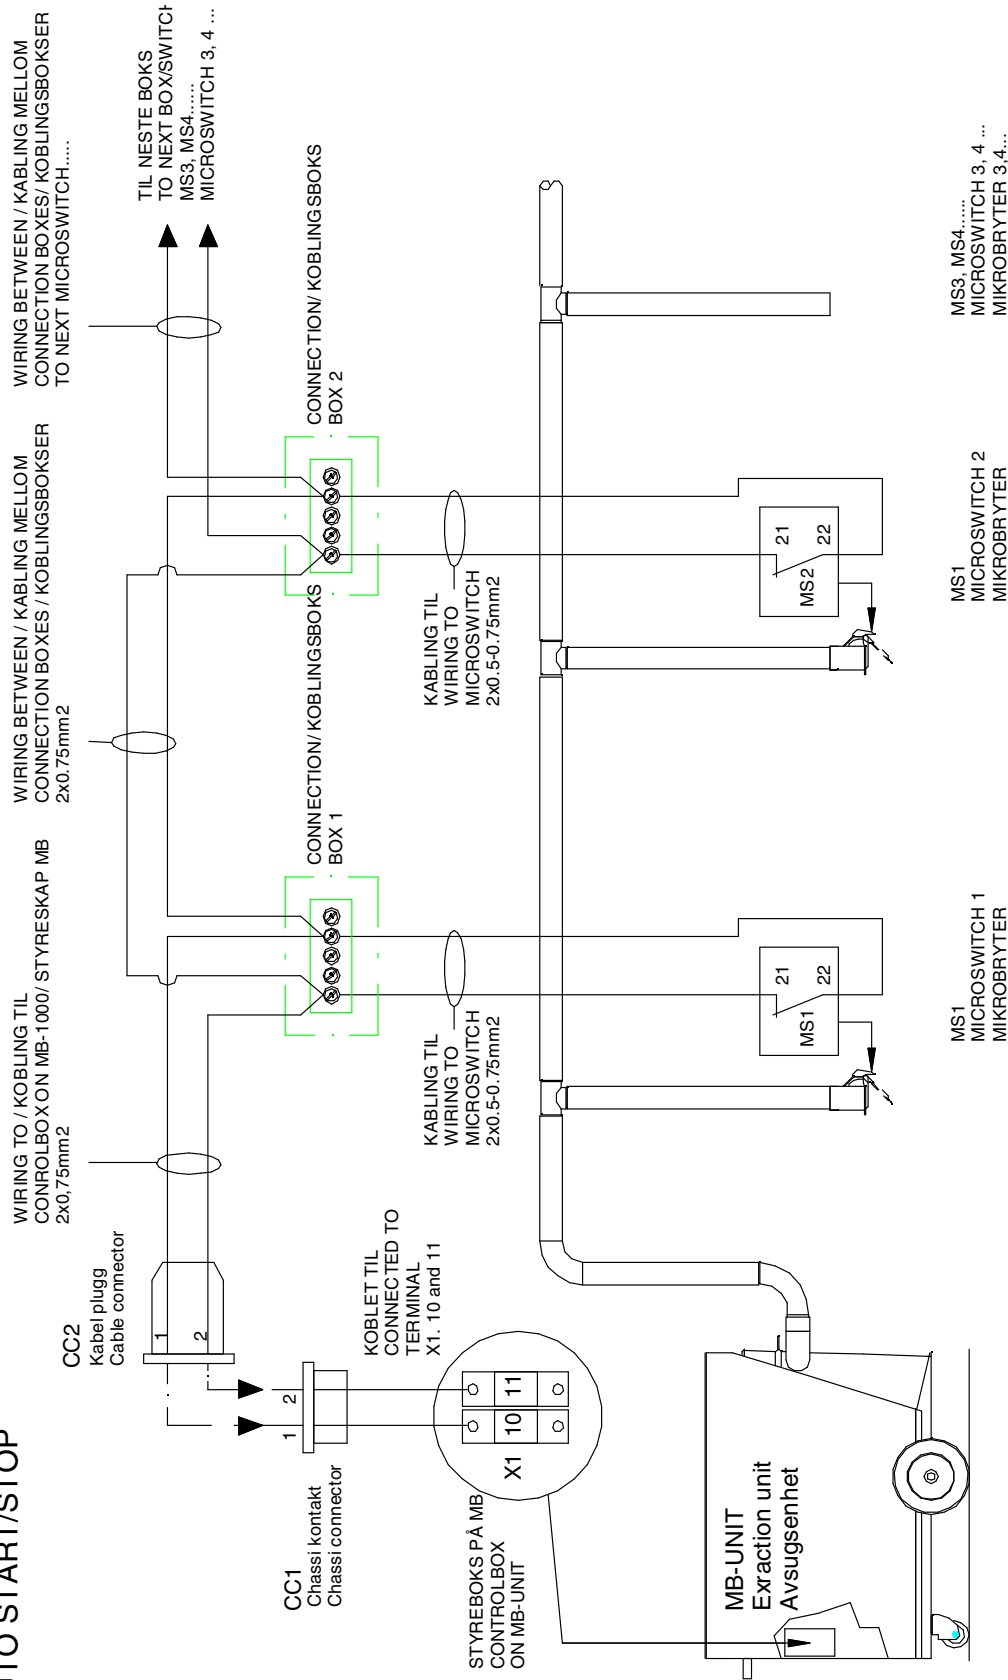 TO START/STOP
WIRING TO / KOBLING TIL
CONROLBOX ON MB-1000/ STYRESKAP MB
2x0,75mm2
WIRING BETWEEN / KABLING MELLOM
CONNECTION BOXES / KOBLINGSBOKSER
2x0.75mm2
WIRING BETWEEN / KABLING MELLOM
CONNECTION BOXES/ KOBLINGSBOKSER
TO NEXT MICROSWITCH.....
TIL NESTE BOKS
TO NEXT BOX/SWITCH
MS3, MS4......
MICROSWITCH 3, 4 ...
CC2
Kabel plugg
Cable connector
1
2
CONNECTION/ KOBLINGSBOKS
BOX 1
CONNECTION/ KOBLINGSBOKS
BOX 2
CC1
Chassi kontakt
Chassi connector
1
2
KOBLET TIL
CONNECTED TO
TERMINAL
X1. 10 and 11
KABLING TIL
WIRING TO
MICROSWITCH
2x0.5-0.75mm2
KABLING TIL
WIRING TO
MICROSWITCH
2x0.5-0.75mm2
X1
10
11
STYREBOKS PÅ MB
CONTROLBOX
ON MB-UNIT
MB-UNIT
Exraction unit
Avsugsenhet
MS1
21
22
MS2
21
22
MS1
MICROSWITCH 1
MIKROBRYTER
MS1
MICROSWITCH 2
MIKROBRYTER
MS3, MS4......
MICROSWITCH 3, 4 ...
MIKROBRYTER 3,4...